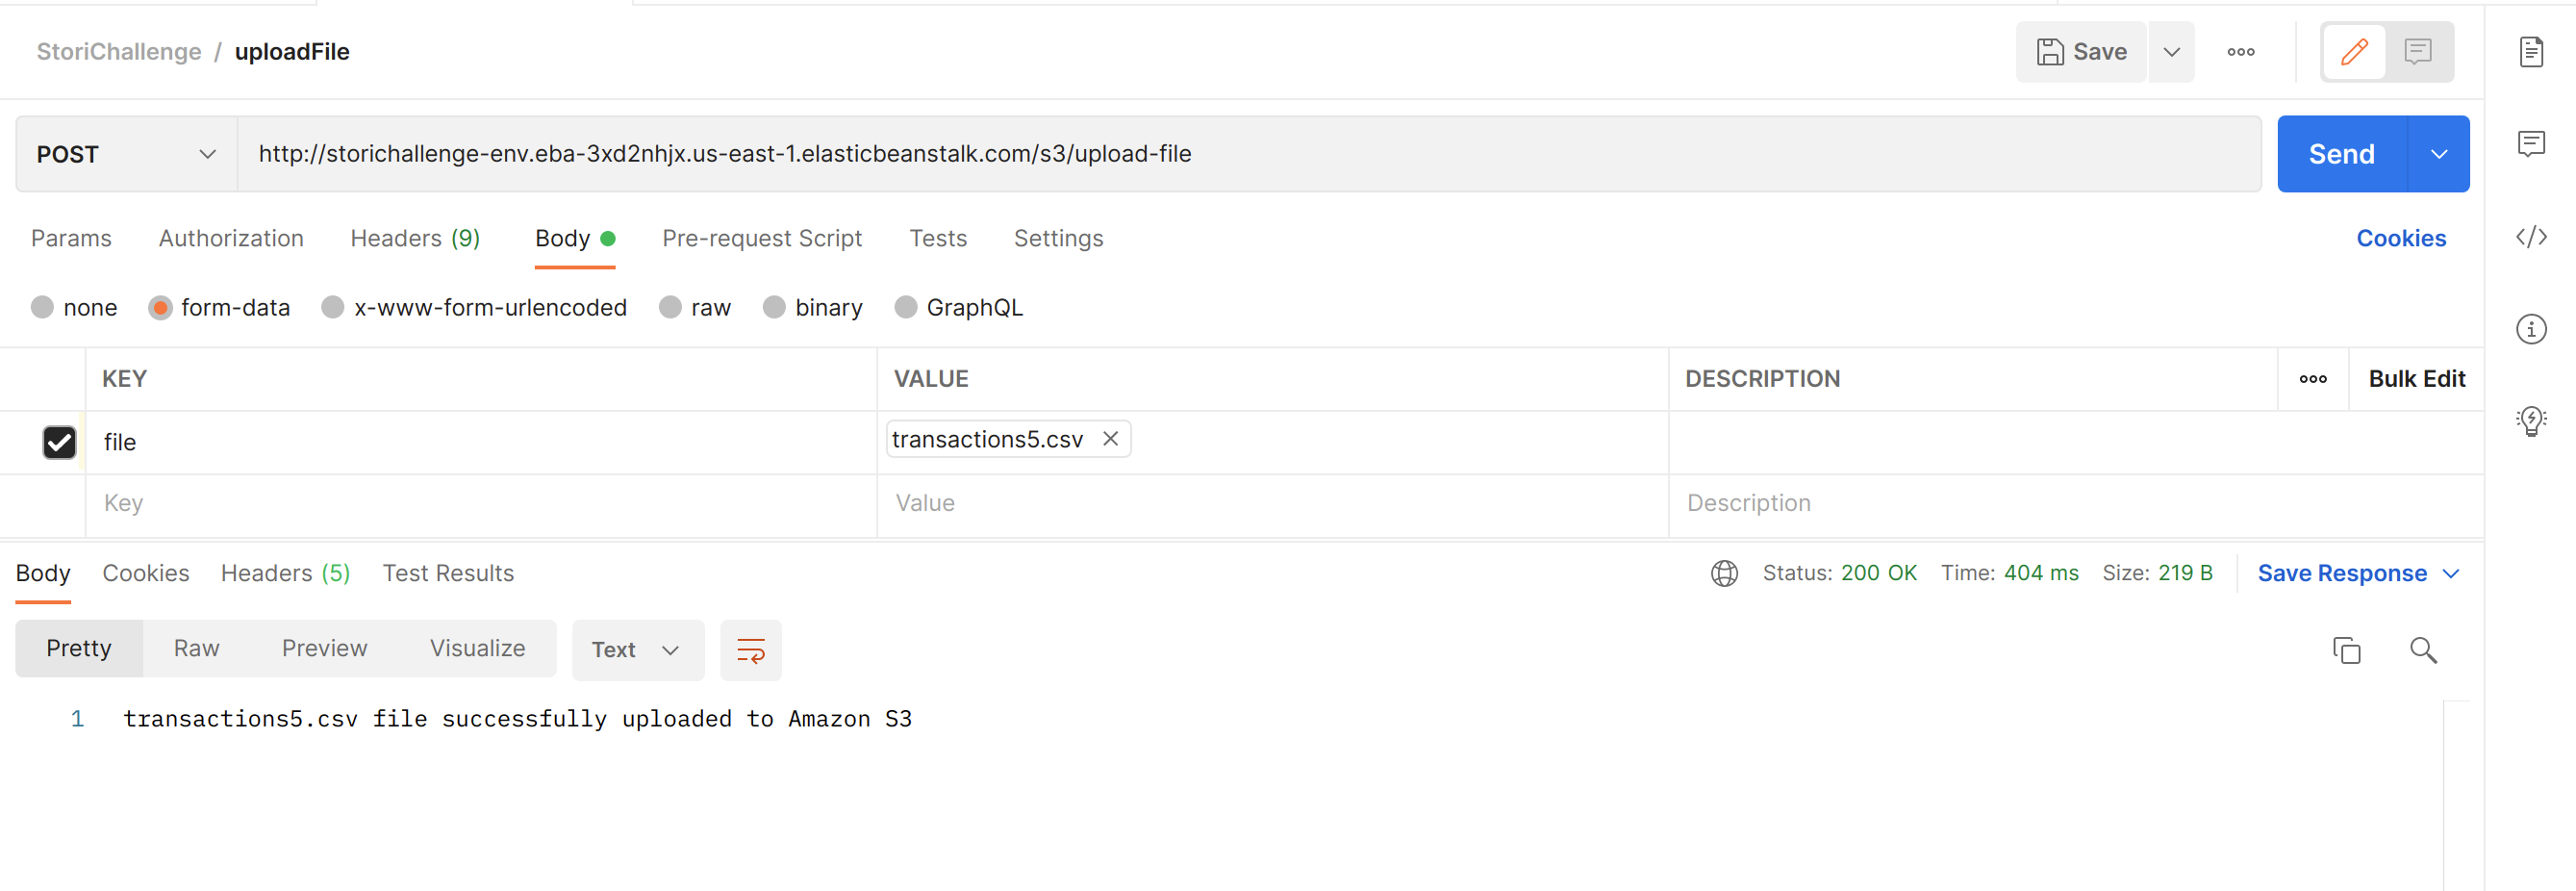 StoriChallenge / uploadFile
Save
POST
http://storichallenge-env.eba-3xd2nhjx.us-east-1.elasticbeanstalk.com/s3/upload-file
Send
Params Authorization Headers (9) Body Pre-request Script Tests Settings Cookies
none form-data x-www-form-urlencoded raw binary GraphQL
KEY VALUE DESCRIPTION Bulk Edit
file transactions5.csv
Key Value Description
Body Cookies Headers (5) Test Results Status: 200 OK Time: 404 ms Size: 219 B Save Response
Pretty Raw Preview Visualize Text
1 transactions5.csv file successfully uploaded to Amazon S3